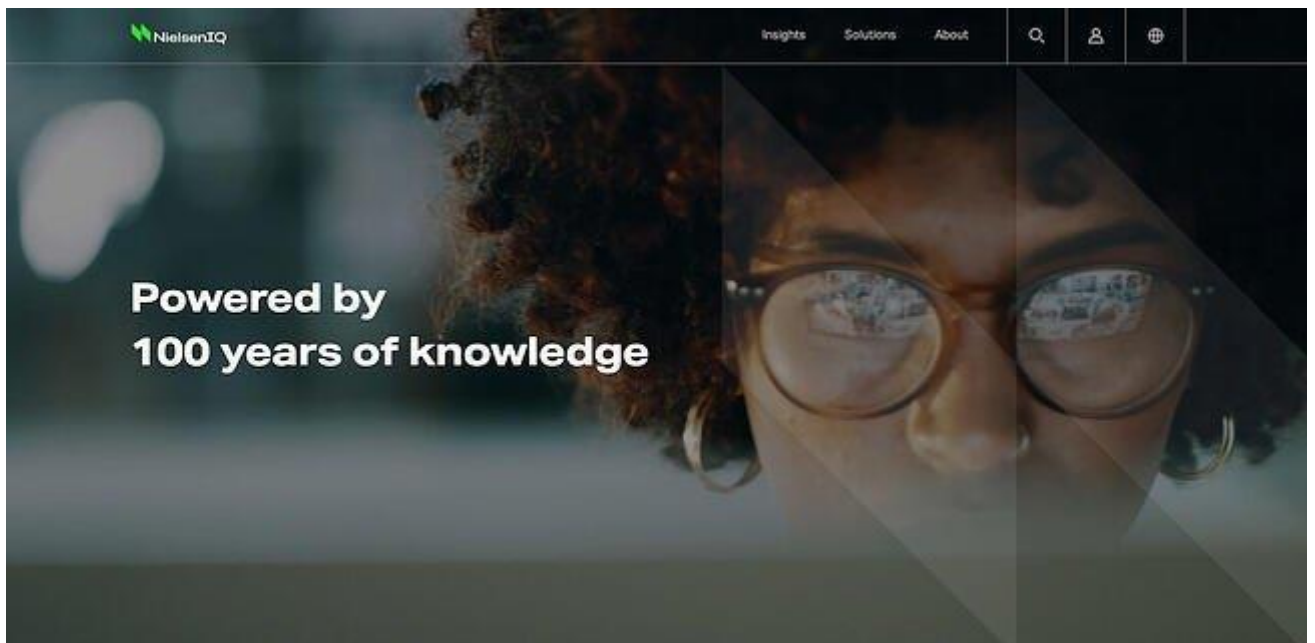 NielsenIQ
Insights Solutions About
Powered by
100 years of knowledge